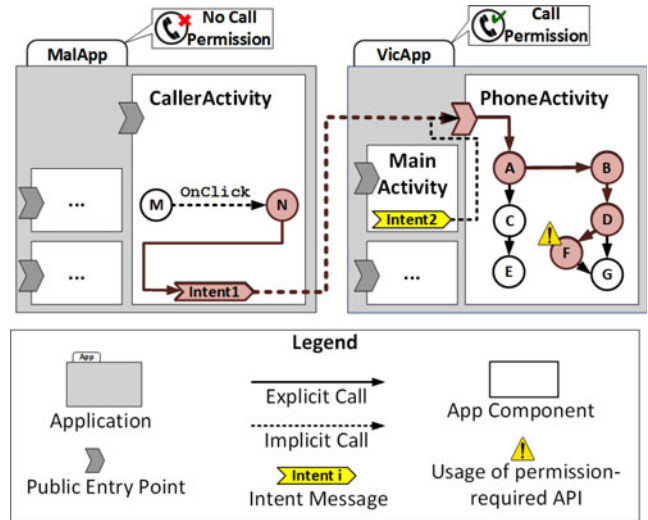 No Call
Permission
MalApp
Call
Permission
VicApp
CallerActivity
M
OnClick
N
...
...
Intent1
PhoneActivity
Main
Activity
Intent2
...
A
B
C
D
E
F
G
Legend
App
Application
Public Entry Point
Explicit Call
Implicit Call
Intent i
Intent Message
App Component
Usage of permission-
required API